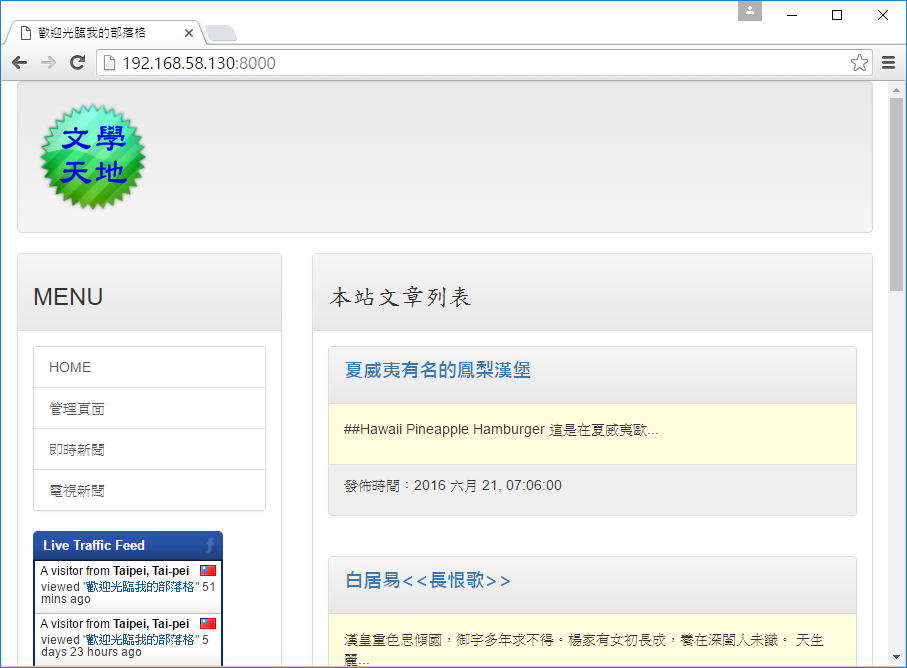 歡迎光臨我的部落格
192.168.58.130:8000
文學
天地
MENU
HOME
管理頁面
即時新聞
電視新聞
Live Traffic Feed
A visitor from Taipei, Tai-pei
viewed "歡迎光臨我的部落格" 51
mins ago
A visitor from Taipei, Tai-pei
viewed "歡迎光臨我的部落格" 5
days 23 hours ago
本站文章列表
夏威夷有名的鳳梨漢堡
##Hawaii Pineapple Hamburger 這是在夏威夷歐...
發佈時間：2016 六月 21, 07:06:00
白居易<<長恨歌>>
漢皇重色思傾國，御宇多年求不得。楊家有女初長成，養在深閨人未識。 天生
麗...